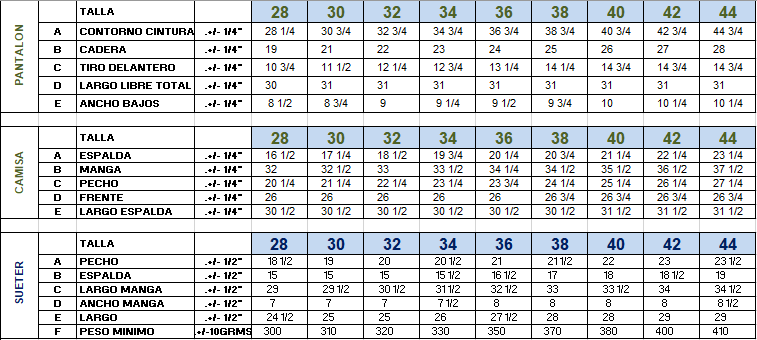 PANTALON
TALLA 28 30 32 34 36 38 40 42 44
A CONTORNO CINTURA .+/- 1/4" 28 1/4 30 3/4 32 3/4 34 3/4 36 3/4 38 3/4 40 3/4 42 3/4 44 3/4
B CADERA .+/- 1/4" 19 21 22 23 24 25 26 27 28
C TIRO DELANTERO .+/- 1/4" 10 3/4 11 1/2 12 1/4 12 3/4 13 1/4 14 1/4 14 3/4 14 3/4 14 3/4
D LARGO LIBRE TOTAL .+/- 1/4" 30 31 31 31 31 31 31 31 31
E ANCHO BAJOS .+/- 1/4" 8 1/2 8 3/4 9 9 1/4 9 1/2 9 3/4 10 10 1/4 10 1/4
CAMISA
TALLA 28 30 32 34 36 38 40 42 44
A ESPALDA .+/- 1/4" 16 1/2 17 1/4 18 1/2 19 3/4 20 1/4 20 3/4 21 1/4 22 1/4 23 1/4
B MANGA .+/- 1/4" 32 32 1/2 33 33 1/2 34 1/4 34 1/2 35 1/2 36 1/2 37 1/2
C PECHO .+/- 1/4" 20 1/4 21 1/4 22 1/4 23 1/4 23 3/4 24 1/4 25 1/4 26 1/4 27 1/4
D FRENTE .+/- 1/4" 26 26 26 26 26 26 3/4 26 3/4 26 3/4 26 3/4
E LARGO ESPALDA .+/- 1/4" 30 1/2 30 1/2 30 1/2 30 1/2 30 1/2 30 1/2 31 1/2 31 1/2 31 1/2
SUETER
TALLA 28 30 32 34 36 38 40 42 44
A PECHO .+/- 1/2" 18 1/2 19 20 20 1/2 21 21 1/2 22 23 23 1/2
B ESPALDA .+/- 1/2" 15 15 15 15 1/2 16 1/2 17 18 18 1/2 19
C LARGO MANGA .+/- 1/2" 29 29 1/2 30 1/2 31 1/2 32 1/2 33 33 1/2 34 34 1/2
D ANCHO MANGA .+/- 1/2" 7 7 7 7 1/2 8 8 8 8 8 1/2
E LARGO .+/- 1/2" 24 1/2 25 25 26 27 1/2 28 28 29 29
F PESO MINIMO +/-10GRMS 300 310 320 330 350 370 380 400 410